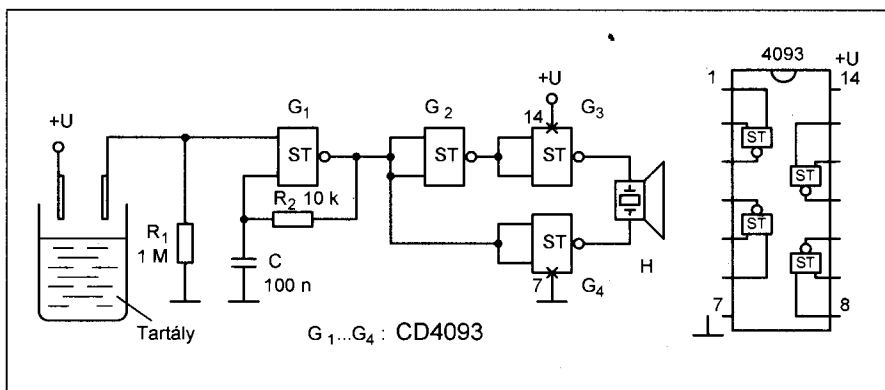 +U
G1
ST
R2 10 k
R1
1 M
C
100 n
Tartály
G2
ST
+U
14
G3
ST
ST
7
G4
H
G1...G4 : CD4093
4093
+U
1
14
ST
ST
ST
ST
7
8